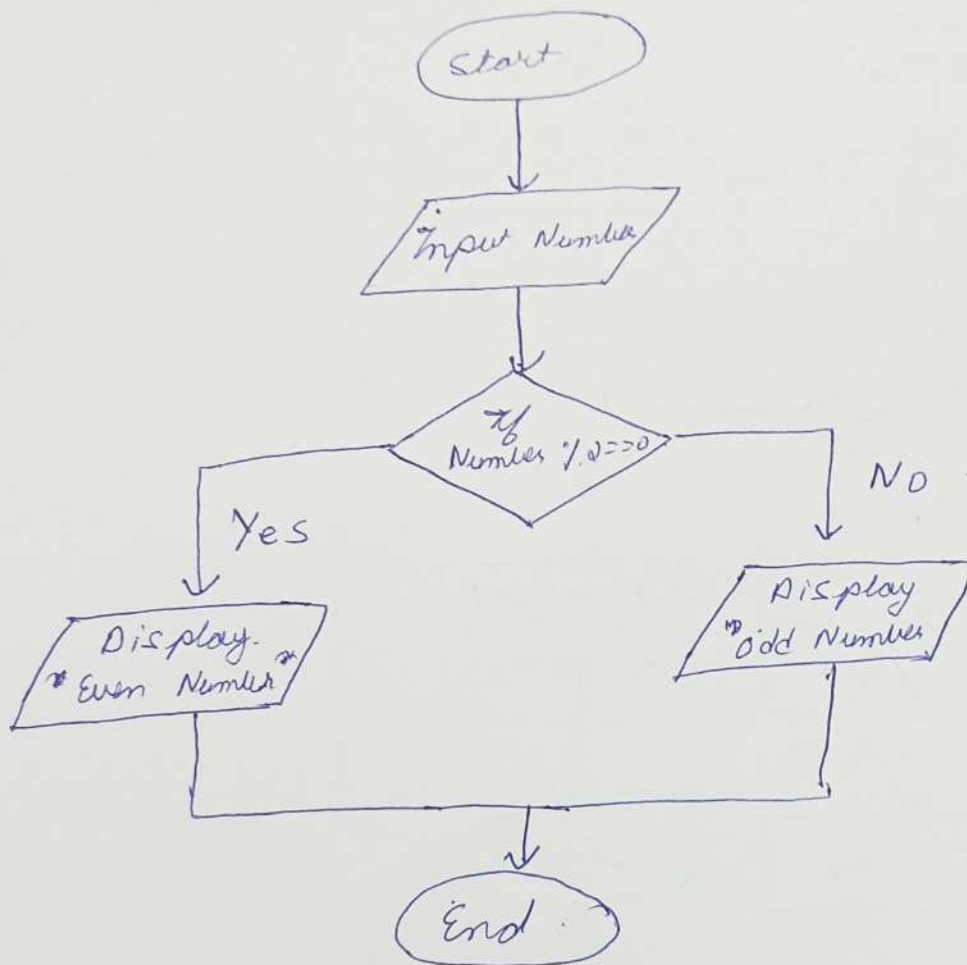 Start
Input Number
If
Number %2==0
Yes
No
Display
"Even Number"
Display
"Odd Number
End